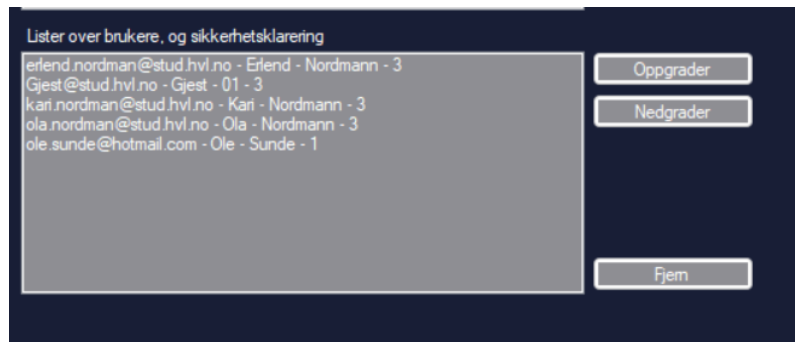 Lister over brukere, og sikkerhetsklarering
erlend.nordman@stud.hvl.no - Erlend - Nordmann - 3
Gjest@stud.hvl.no - Gjest - 01 - 3
kari.nordman@stud.hvl.no - Kari - Nordmann - 3
ola.nordman@stud.hvl.no - Ola - Nordmann - 3
ole.sunde@hotmail.com - Ole - Sunde - 1
Oppgrader
Nedgrader
Fjern